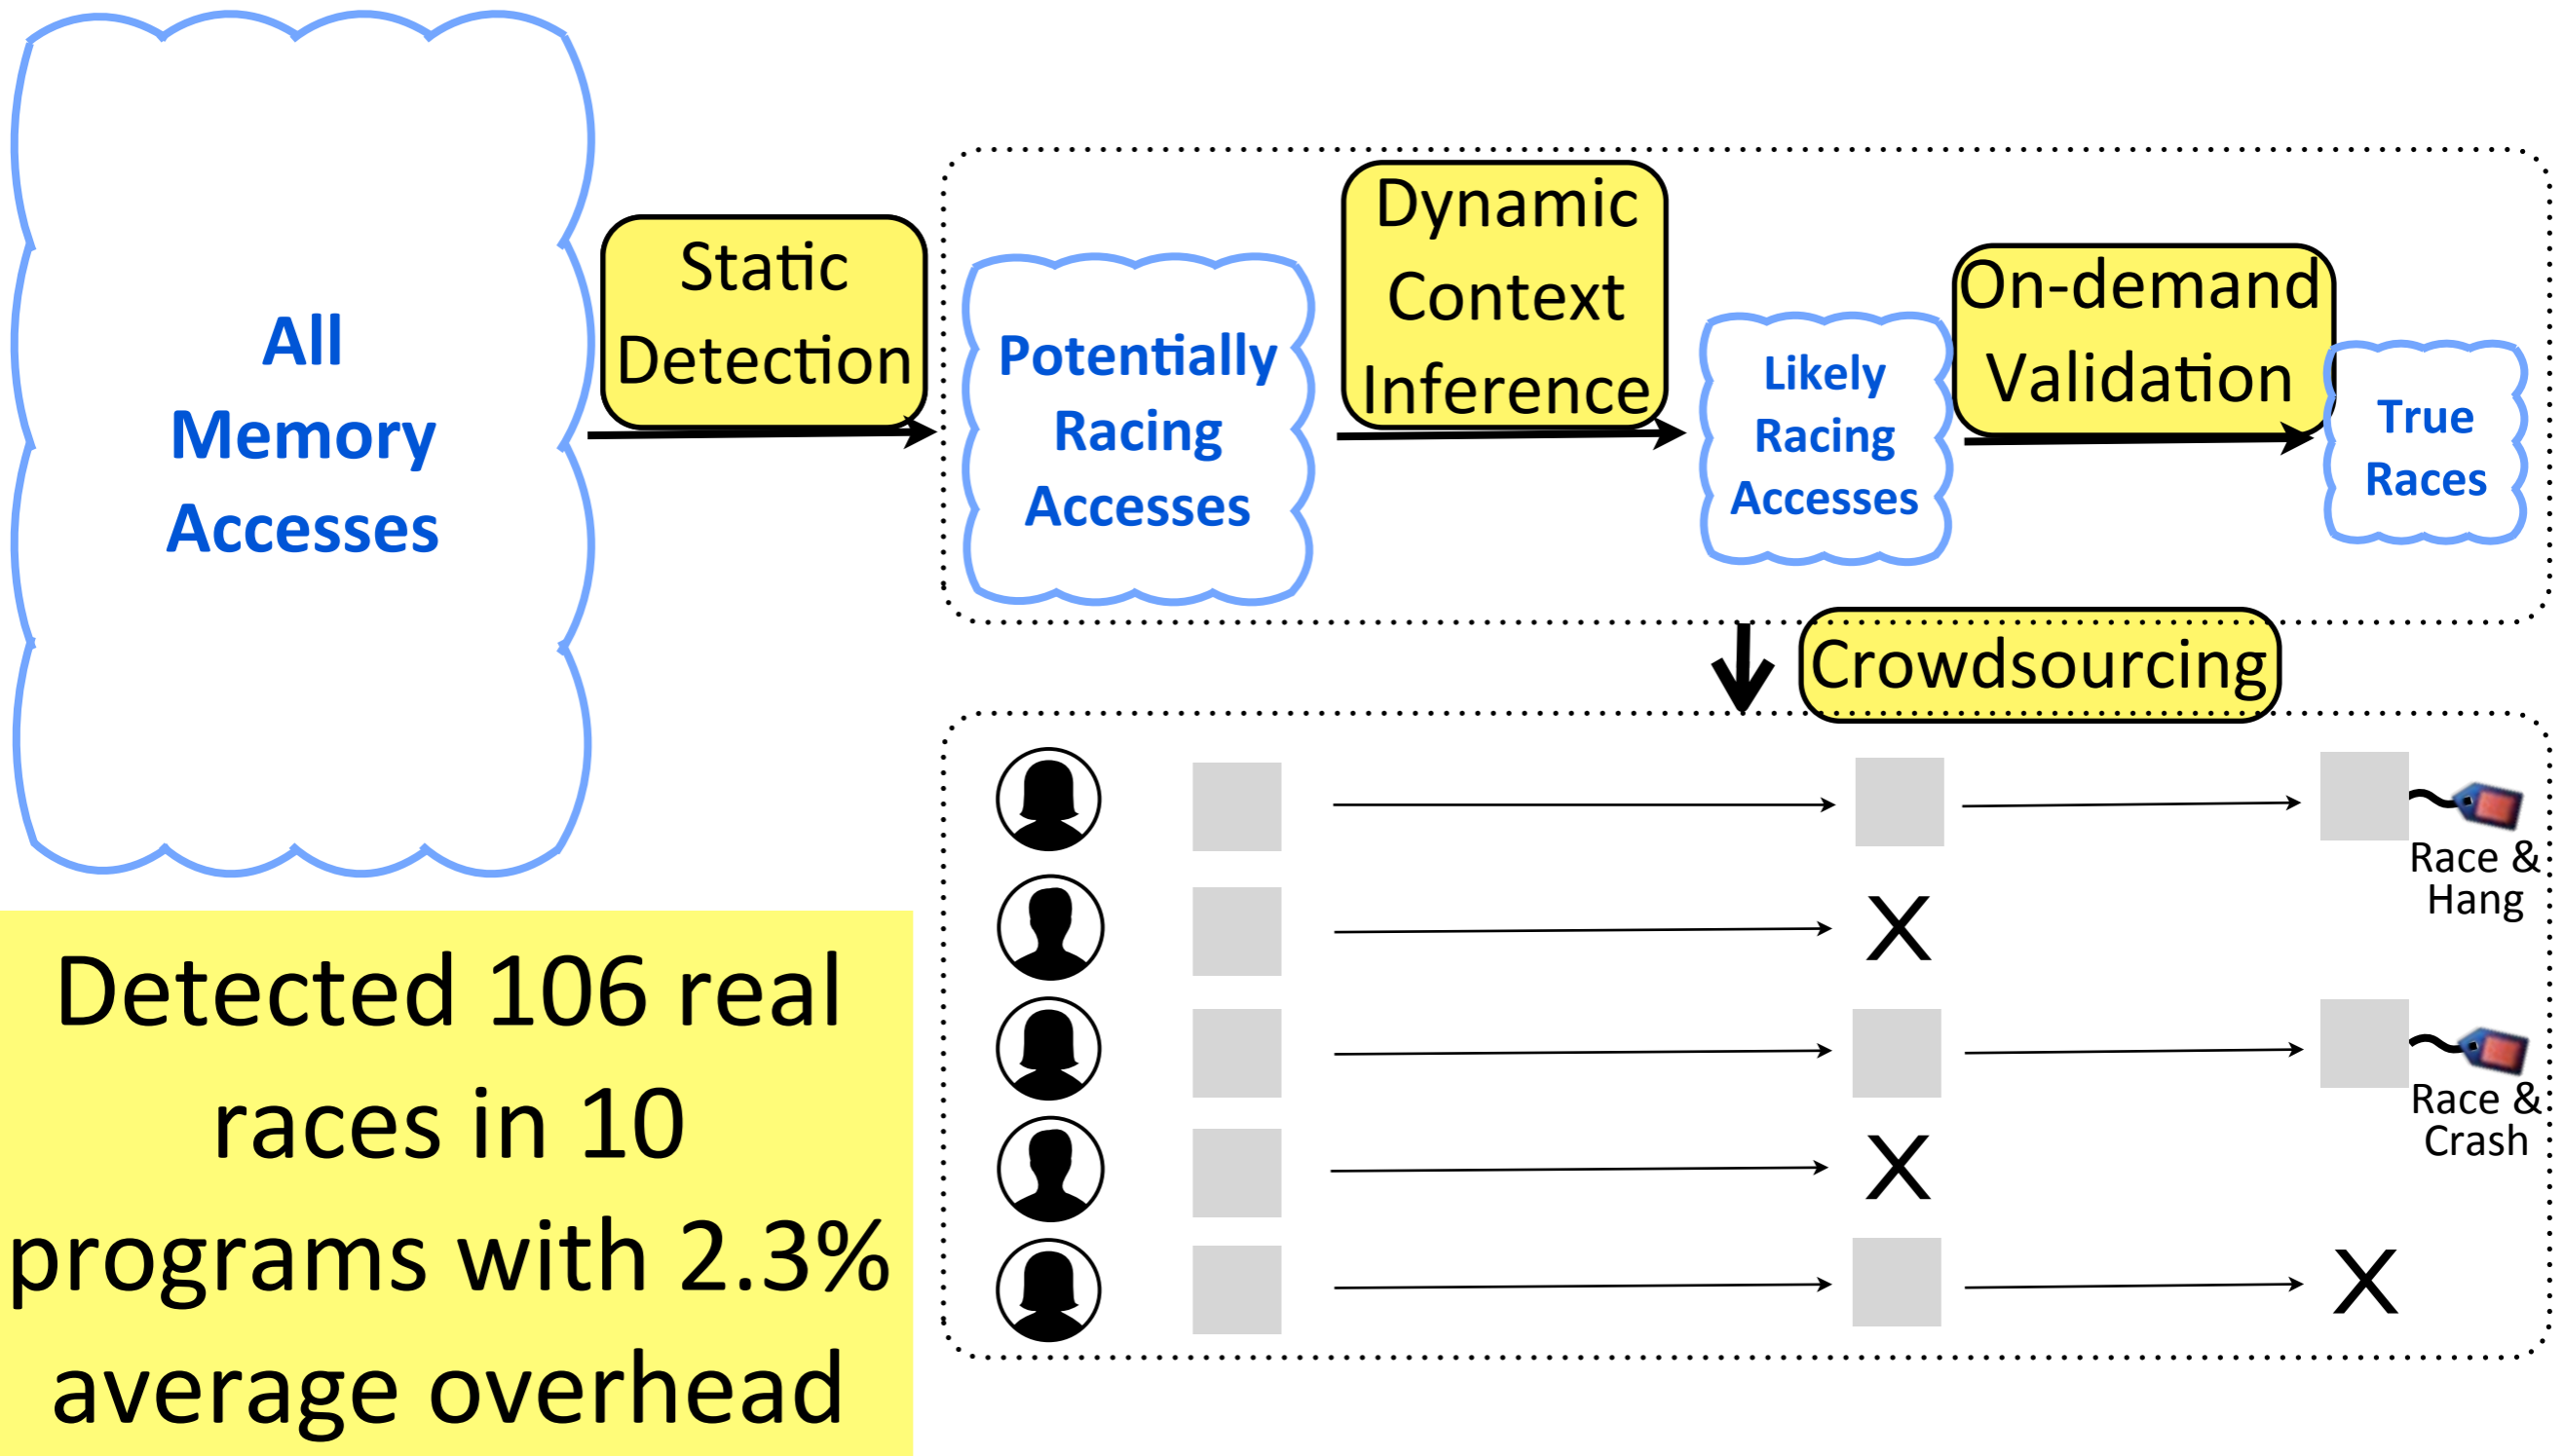 All
Memory
Accesses
Static
Detection
Potentially
Racing
Accesses
Dynamic
Context
Inference
Likely
Racing
Accesses
On-demand
Validation
True
Races
Crowdsourcing
Race &
Hang
X
Race &
Crash
X
X
Detected 106 real
races in 10
programs with 2.3%
average overhead